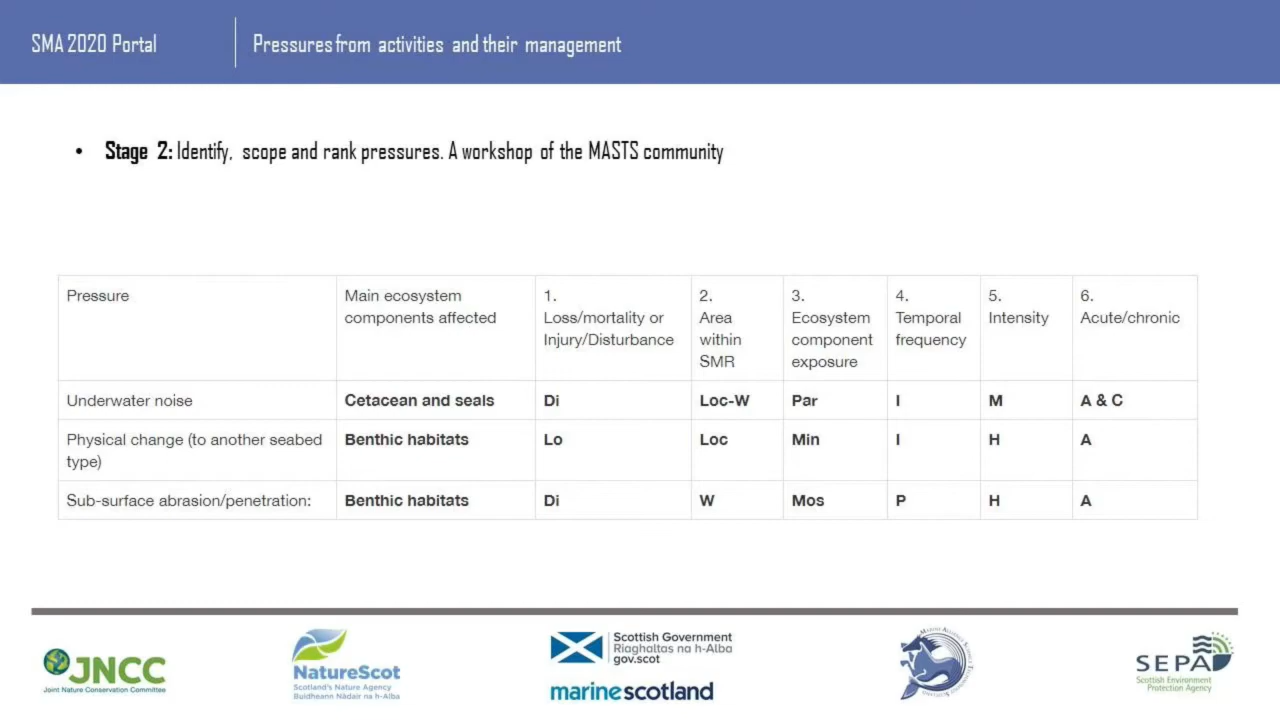 SMA 2020 Portal
Pressures from activities and their management
• Stage 2: Identify, scope and rank pressures. A workshop of the MASTS community
Pressure
Main ecosystem
components affected
1.
Loss/mortality or
Injury/Disturbance
2.
Area
within
SMR
3.
Ecosystem
component
exposure
4.
Temporal
frequency
5.
Intensity
6.
Acute/chronic
Underwater noise
Cetacean and seals
Di
Loc-W
Par
I
M
A & C
Physical change (to another seabed
type)
Benthic habitats
Lo
Loc
Min
I
H
A
Sub-surface abrasion/penetration:
Benthic habitats
Di
W
Mos
P
H
A
JNCC
Joint Nature Conservation Committee
NatureScot
Scotland's Nature Agency
Buidheann Nàdair na h-Alba
Scottish Government
Riaghaltas na h-Alba
gov.scot
marinescotland
Marine Alliance Science Technology Scotland
SEPA
Scottish Environment
Protection Agency